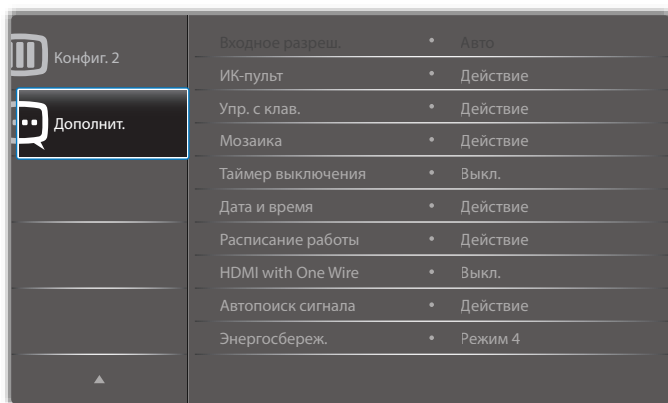 Конфиг. 2
Дополнит.
Входное разреш. • Авто
ИК-пульт • Действие
Упр. с клав. • Действие
Мозаика • Действие
Таймер выключения • Выкл.
Дата и время • Действие
Расписание работы • Действие
HDMI with One Wire • Выкл.
Автопоиск сигнала • Действие
Энергосбереж. • Режим 4